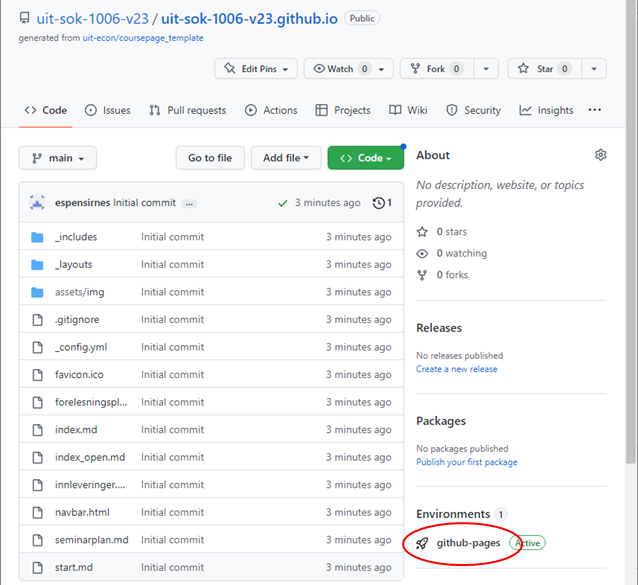 uit-sok-1006-v23 / uit-sok-1006-v23.github.io Public
generated from uit-econ/coursepage_template
Edit Pins Watch 0 Fork 0 Star 0
Code Issues Pull requests Actions Projects Wiki Security Insights ...
main Go to file Add file Code
espensirnes Initial commit ... 3 minutes ago 1
_includes Initial commit 3 minutes ago
_layouts Initial commit 3 minutes ago
assets/img Initial commit 3 minutes ago
.gitignore Initial commit 3 minutes ago
_config.yml Initial commit 3 minutes ago
favicon.ico Initial commit 3 minutes ago
forelesningspl... Initial commit 3 minutes ago
index.md Initial commit 3 minutes ago
index_open.md Initial commit 3 minutes ago
innleveringer.... Initial commit 3 minutes ago
navbar.html Initial commit 3 minutes ago
seminarplan.md Initial commit 3 minutes ago
start.md Initial commit 3 minutes ago
About
No description, website, or topics
provided.
0 stars
0 watching
0 forks
Releases
No releases published
Create a new release
Packages
No packages published
Publish your first package
Environments 1
github-pages Active